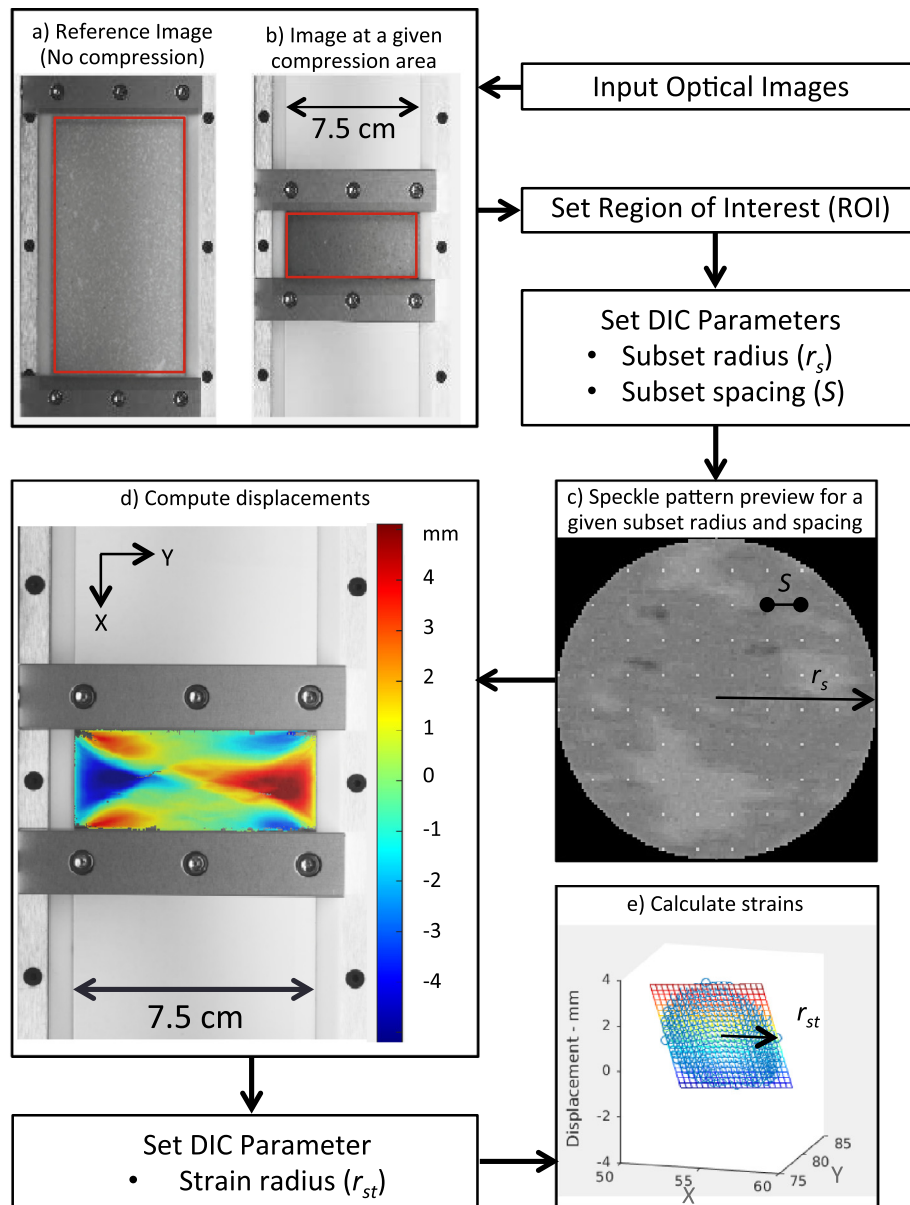 a) Reference Image
(No compression)
b) Image at a given
compression area
7.5 cm
Input Optical Images
Set Region of Interest (ROI)
Set DIC Parameters
• Subset radius (rs)
• Subset spacing (S)
c) Speckle pattern preview for a
given subset radius and spacing
S
rs
d) Compute displacements
mm
Y
X
4
3
2
1
0
-1
-2
-3
-4
7.5 cm
Set DIC Parameter
• Strain radius (rst)
e) Calculate strains
rst
Displacement - mm
4
2
0
-2
-4
50
55
60
X
75
80
85
Y